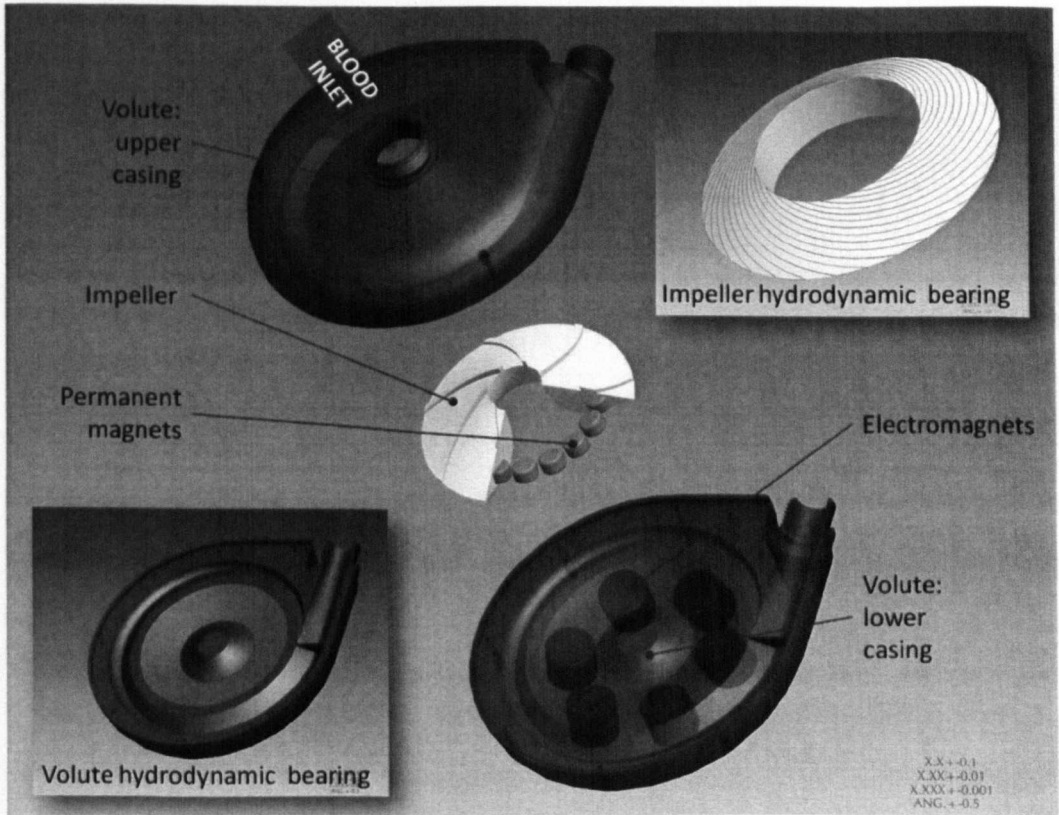 BLOOD
INLET
Volute:
upper
casing
Impeller hydrodynamic bearing
Impeller
Permanent
magnets
Electromagnets
Volute:
lower
casing
Volute hydrodynamic bearing
X.X+-0.1
X.XX+-0.01
X.XXX+-0.001
ANG.+-0.5